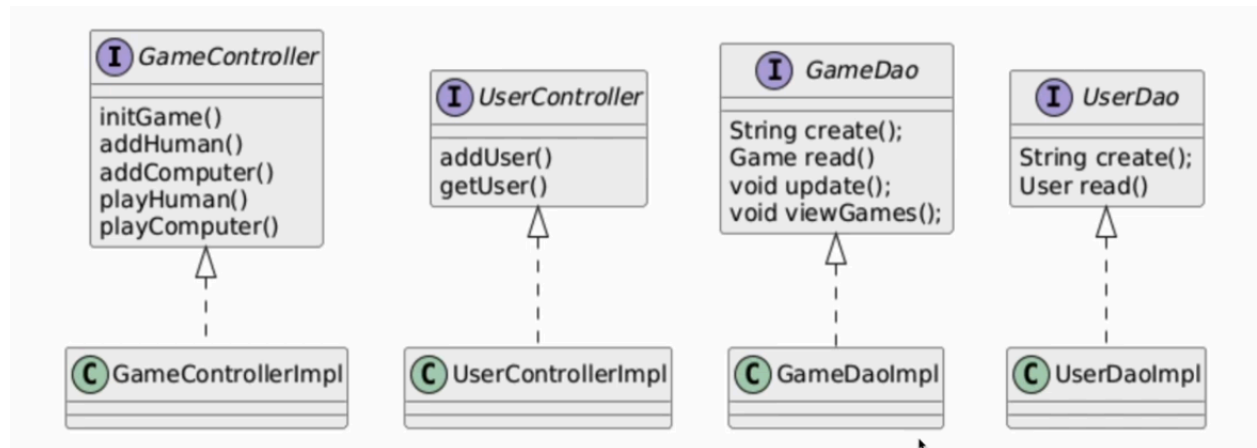 I GameController
initGame()
addHuman()
addComputer()
playHuman()
playComputer()
C GameControllerImpl
I UserController
addUser()
getUser()
C UserControllerImpl
I GameDao
String create();
Game read()
void update();
void viewGames();
C GameDaoImpl
I UserDao
String create();
User read()
C UserDaoImpl